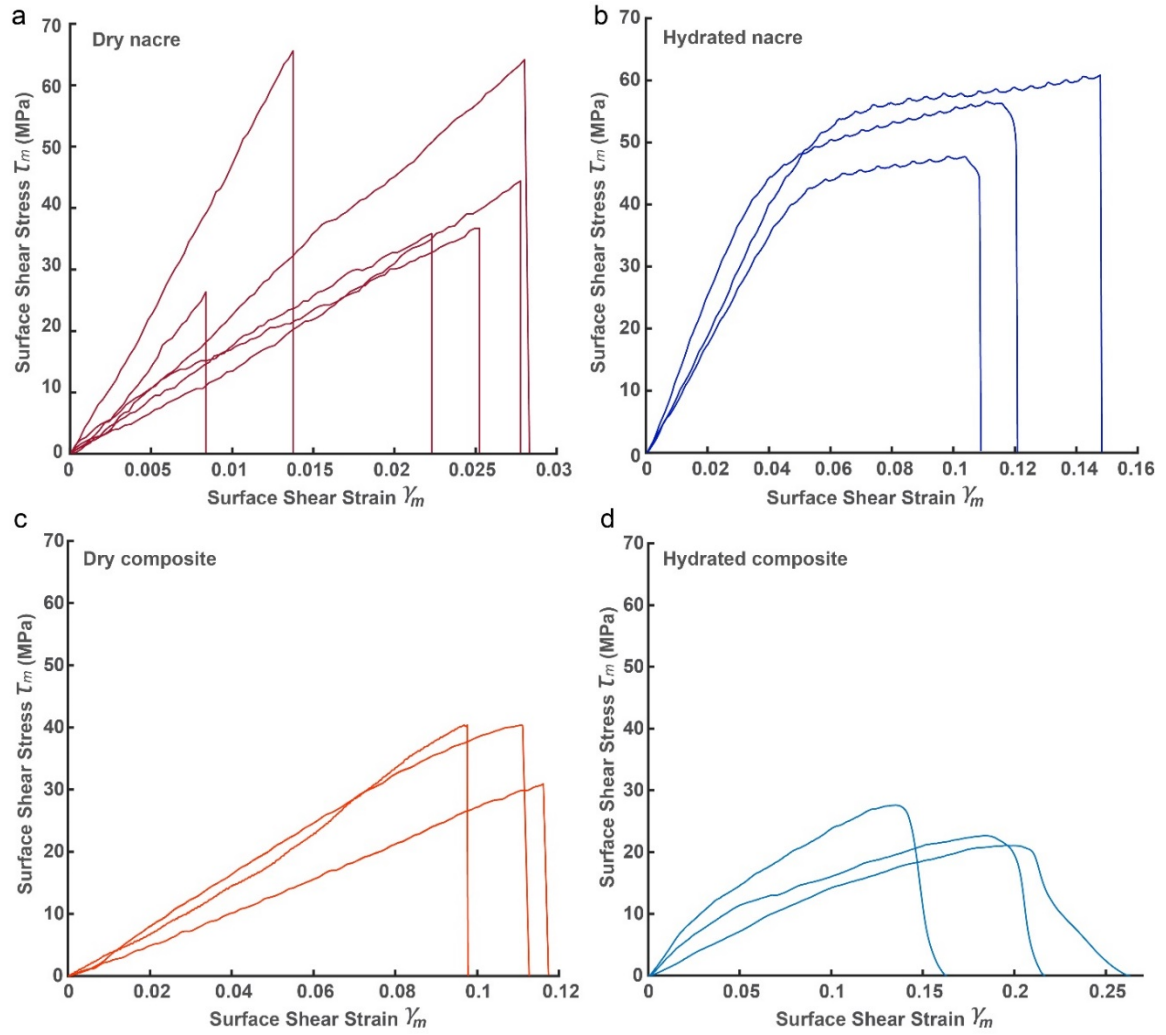 a
Dry nacre
70
60
50
40
30
20
10
0
Surface Shear Stress τm (MPa)
0 0.005 0.01 0.015 0.02 0.025 0.03
Surface Shear Strain γm
b
Hydrated nacre
70
60
50
40
30
20
10
0
Surface Shear Stress τm (MPa)
0 0.02 0.04 0.06 0.08 0.1 0.12 0.14 0.16
Surface Shear Strain γm
c
Dry composite
70
60
50
40
30
20
10
0
Surface Shear Stress τm (MPa)
0 0.02 0.04 0.06 0.08 0.1 0.12
Surface Shear Strain γm
d
Hydrated composite
70
60
50
40
30
20
10
0
Surface Shear Stress τm (MPa)
0 0.05 0.1 0.15 0.2 0.25
Surface Shear Strain γm